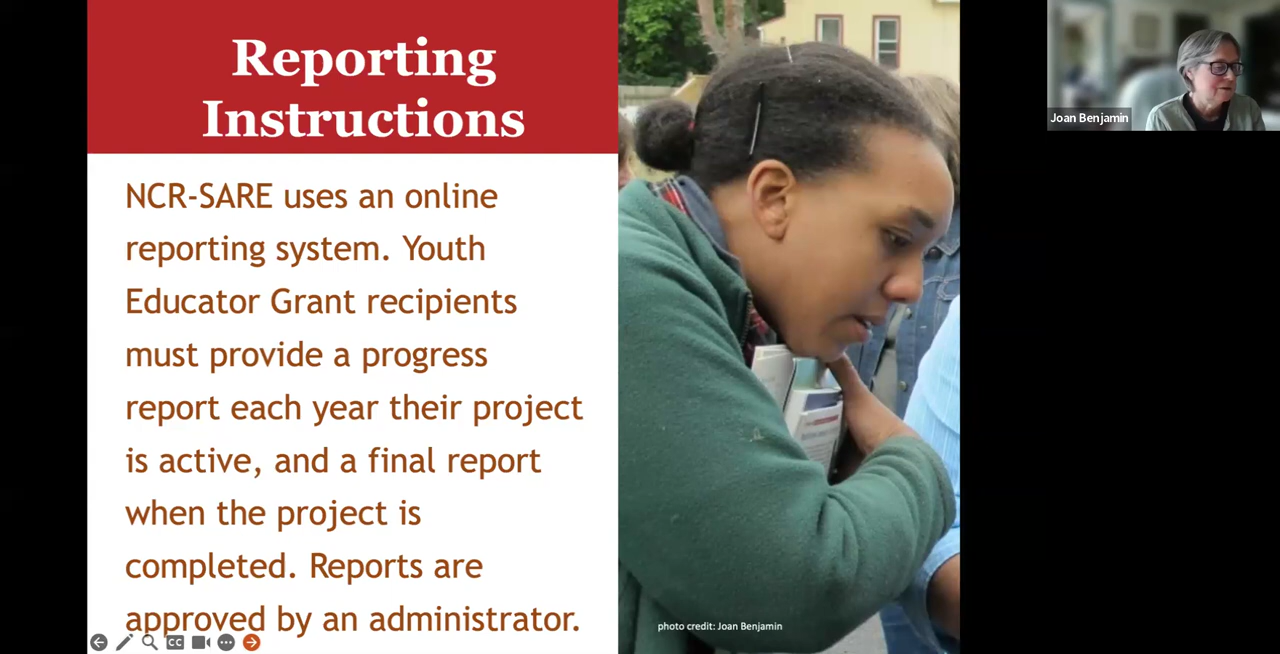 Reporting
Instructions
NCR-SARE uses an online
reporting system. Youth
Educator Grant recipients
must provide a progress
report each year their project
is active, and a final report
when the project is
completed. Reports are
approved by an administrator.
photo credit: Joan Benjamin
Joan Benjamin
CC